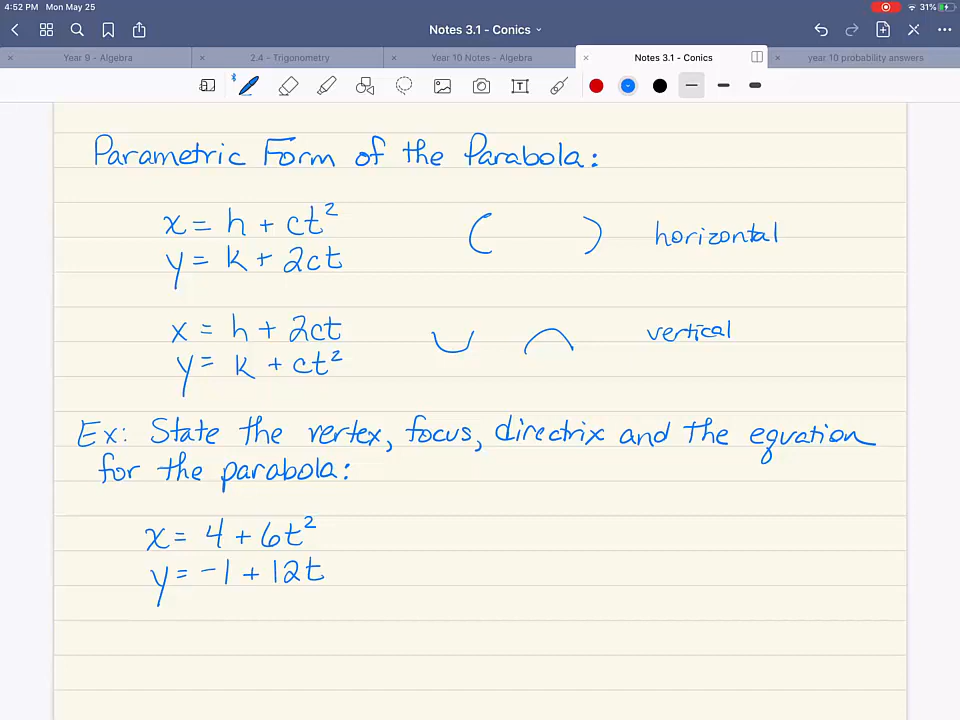 4:52 PM Mon May 25
31%
Notes 3.1 - Conics
Year 9 - Algebra
2.4 - Trigonometry
Year 10 Notes - Algebra
Notes 3.1 - Conics
year 10 probability answers
Parametric Form of the Parabola:
x = h + ct²
horizontal
y = k + 2ct
x = h + 2ct
vertical
y = k + ct²
Ex: State the vertex, focus, directrix and the equation
for the parabola:
x = 4 + 6t²
y = -1 + 12t